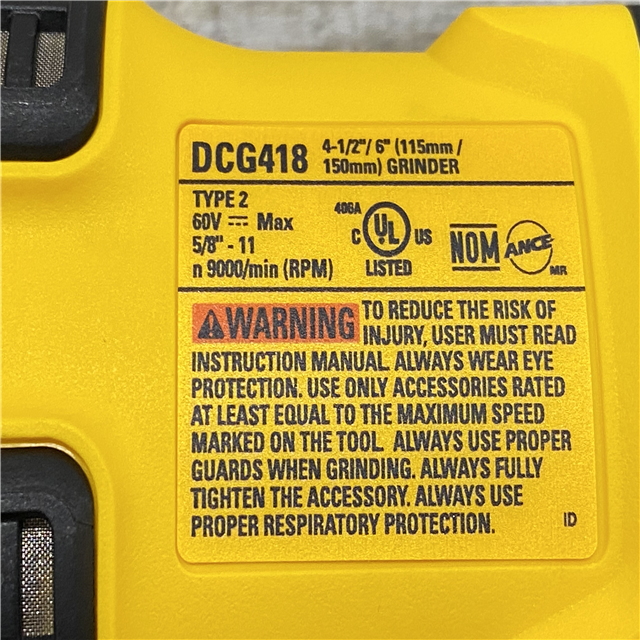 DCG418 4-1/2"/ 6" (115mm /
150mm) GRINDER
TYPE 2
60V ⎓ Max
5/8" - 11
n 9000/min (RPM)
406A
C UL US
LISTED
NOM
ANCE
MR
⚠WARNING TO REDUCE THE RISK OF
INJURY, USER MUST READ
INSTRUCTION MANUAL. ALWAYS WEAR EYE
PROTECTION. USE ONLY ACCESSORIES RATED
AT LEAST EQUAL TO THE MAXIMUM SPEED
MARKED ON THE TOOL. ALWAYS USE PROPER
GUARDS WHEN GRINDING. ALWAYS FULLY
TIGHTEN THE ACCESSORY. ALWAYS USE
PROPER RESPIRATORY PROTECTION. ID